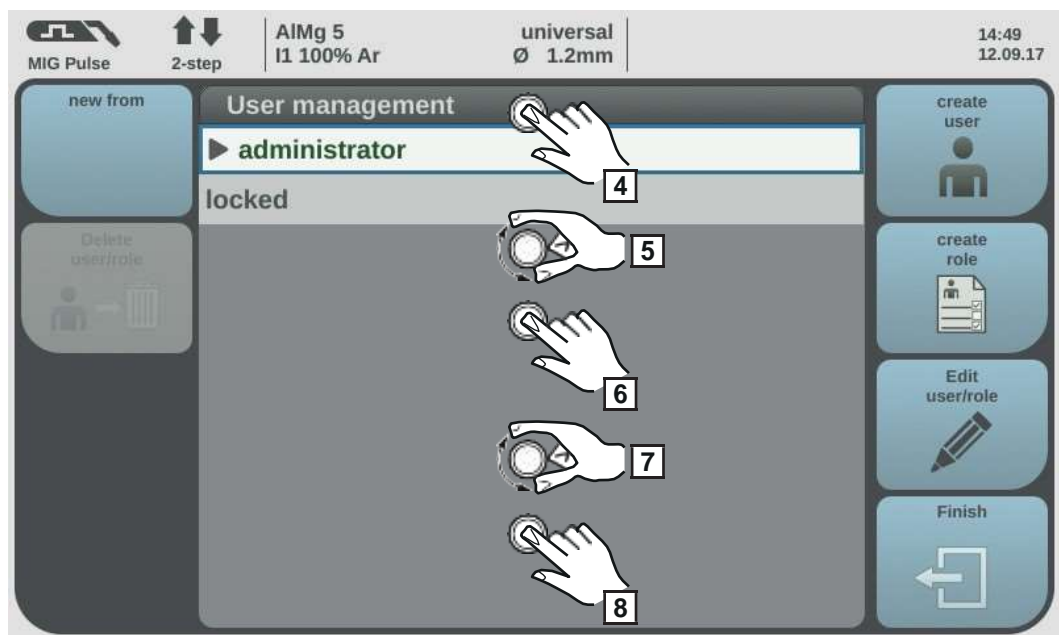 MIG Pulse
2-step
AlMg 5
I1 100% Ar
universal
Ø 1.2mm
14:49
12.09.17
new from
Delete
user/role
User management
administrator
locked
4
5
6
7
8
create
user
create
role
Edit
user/role
Finish